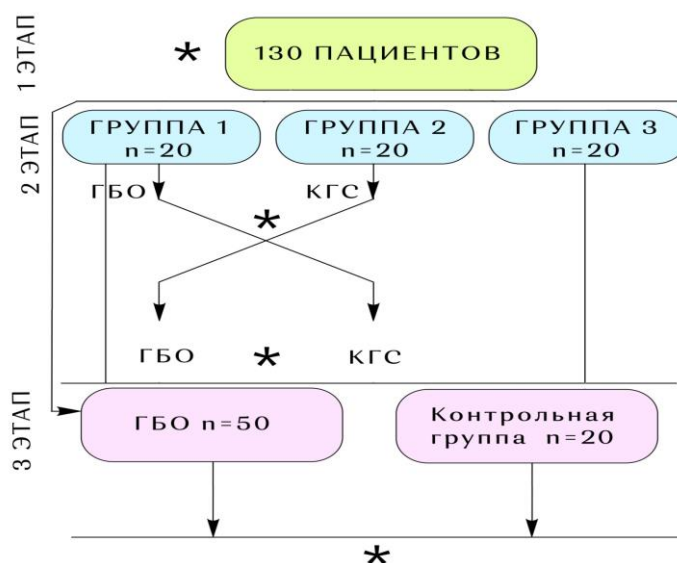 1 ЭТАП
* 130 ПАЦИЕНТОВ
2 ЭТАП
ГРУППА 1
n=20
ГРУППА 2
n=20
ГРУППА 3
n=20
ГБО
КГС
*
ГБО
*
КГС
3 ЭТАП
ГБО n=50
Контрольная
группа n=20
*